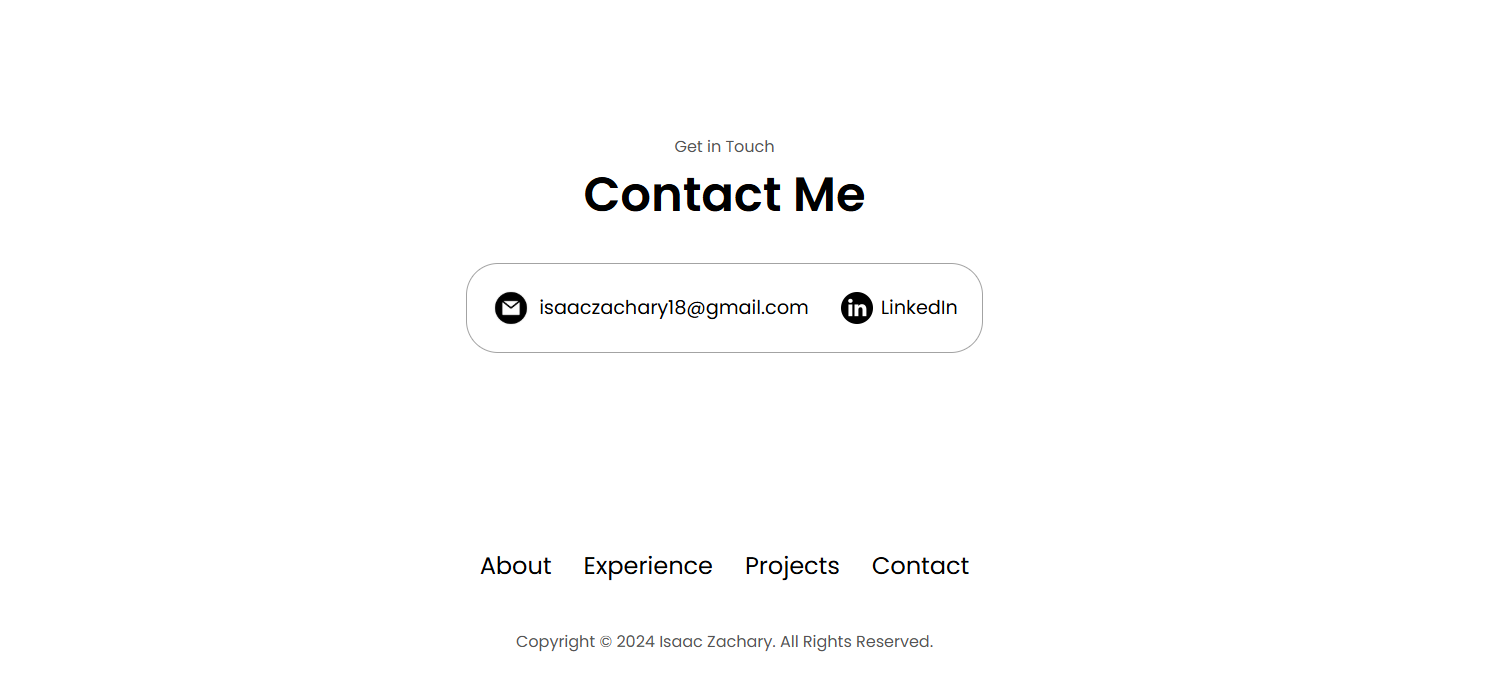 Get in Touch
Contact Me
isaaczachary18@gmail.com LinkedIn
About Experience Projects Contact
Copyright © 2024 Isaac Zachary. All Rights Reserved.